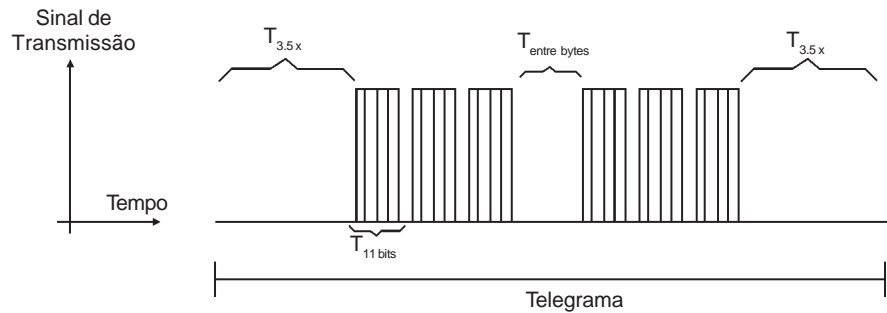 Sinal de
Transmissão
T3.5 x
Tentre bytes
T3.5 x
Tempo
T11 bits
Telegrama